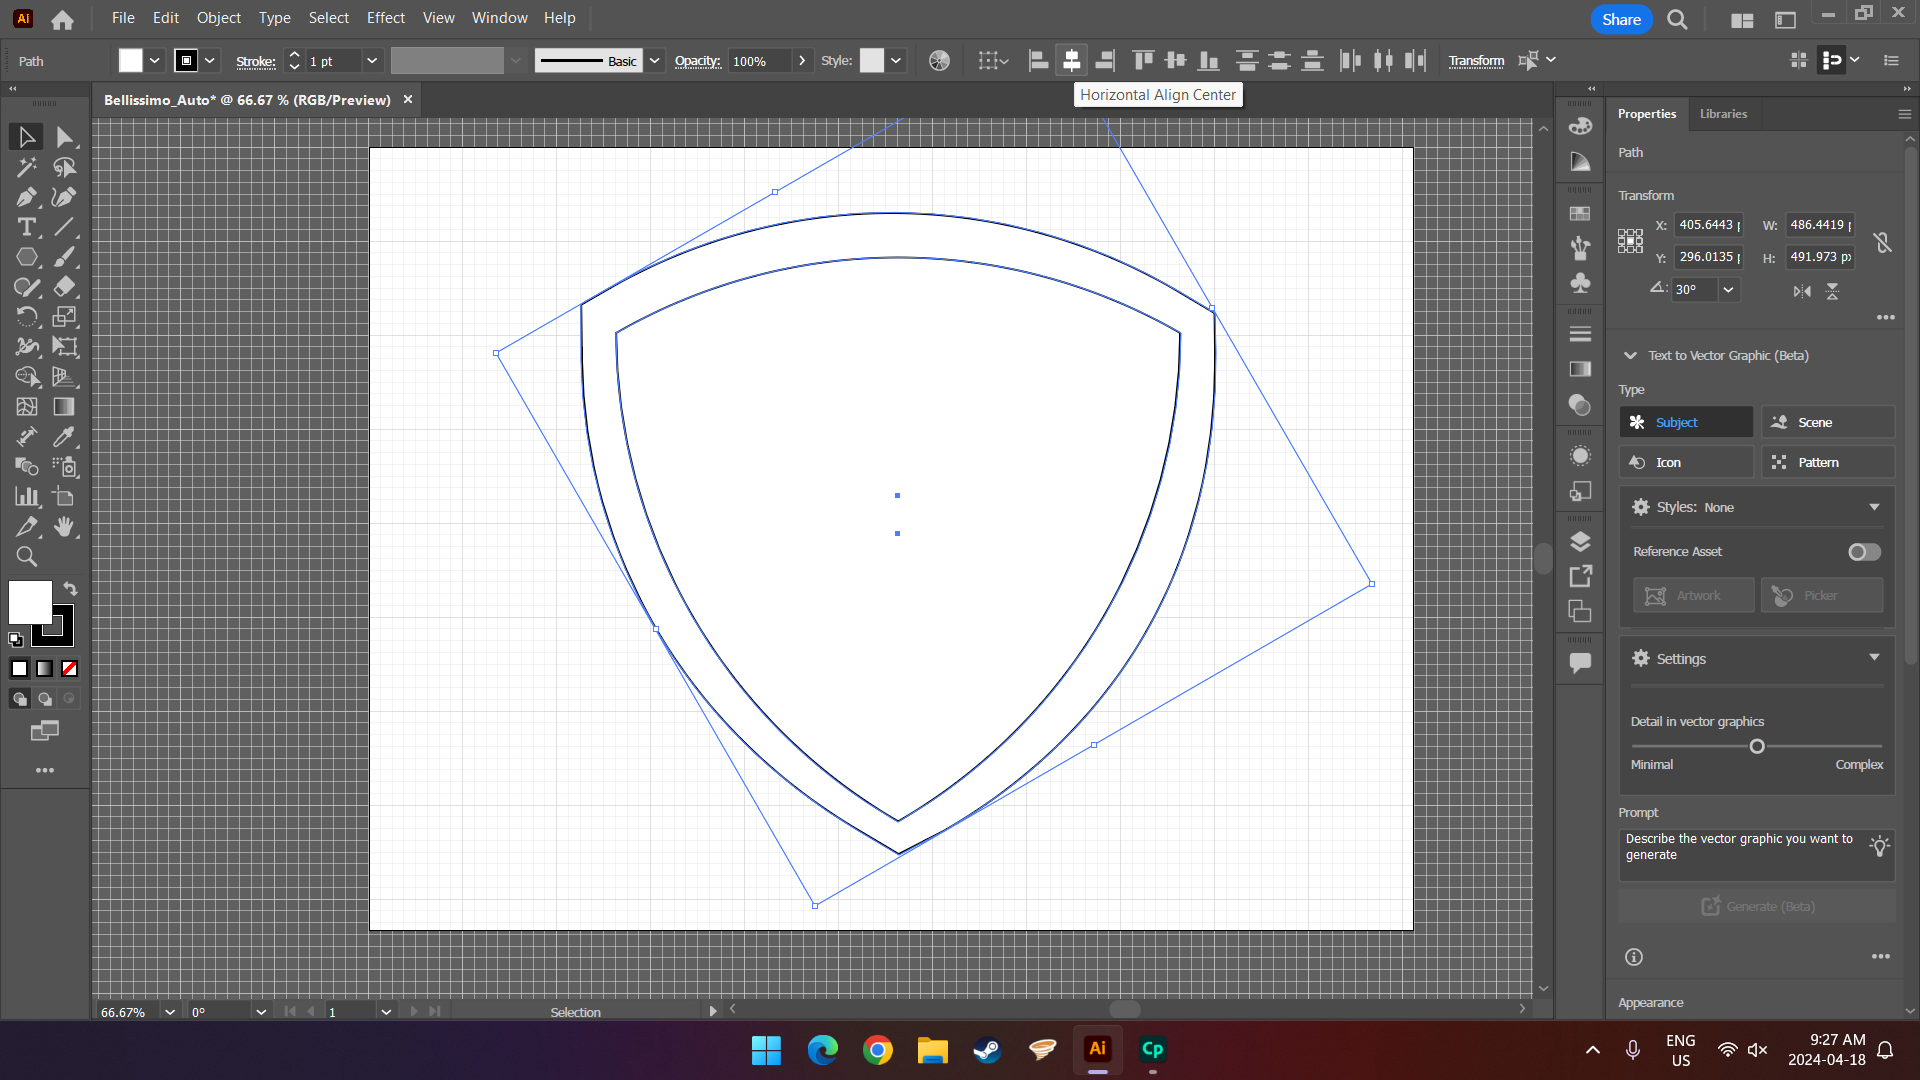 Ai File Edit Object Type Select Effect View Window Help Share
Path Stroke: 1 pt Basic Opacity: 100% Style: Transform
Horizontal Align Center
Bellissimo_Auto* @ 66.67 % (RGB/Preview) ×
Properties Libraries
Path
Transform
X: 405.6443 W: 486.4419
Y: 296.0135 H: 491.973 px
30°
Text to Vector Graphic (Beta)
Type
Subject Scene
Icon Pattern
Styles: None
Reference Asset
Artwork Picker
Settings
Detail in vector graphics
Minimal Complex
Prompt
Describe the vector graphic you want to
generate
Generate (Beta)
Appearance
66.67% 0° 1 Selection
Ai Cp
ENG
US
9:27 AM
2024-04-18